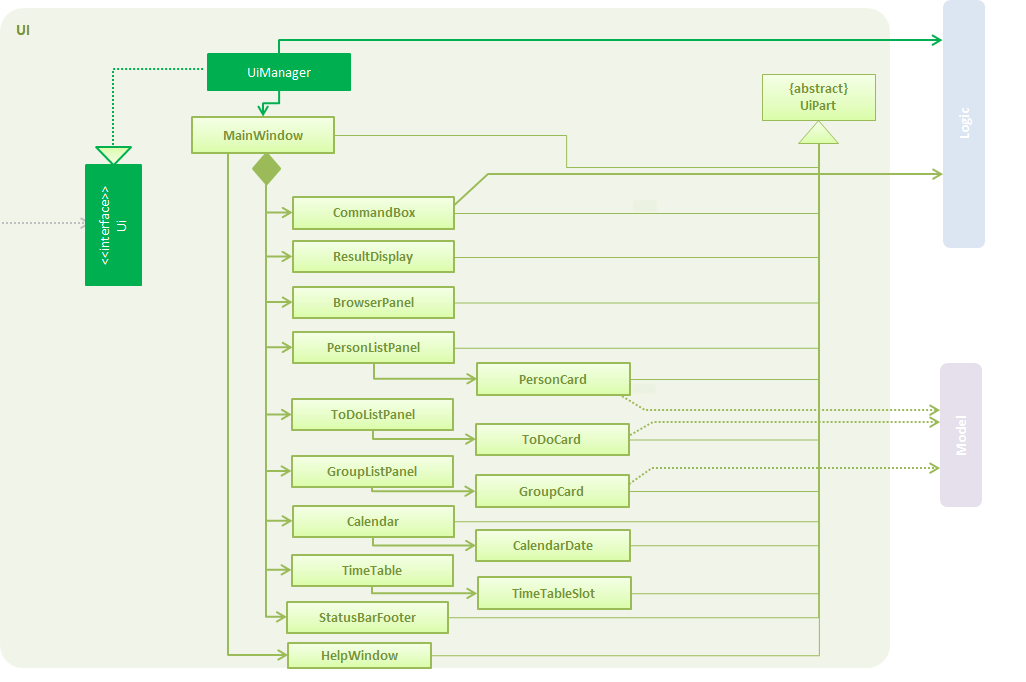 UI
UiManager
{abstract}
UiPart
Logic
MainWindow
<<interface>>
Ui
CommandBox
ResultDisplay
BrowserPanel
PersonListPanel
PersonCard
ToDoListPanel
ToDoCard
Model
GroupListPanel
GroupCard
Calendar
CalendarDate
TimeTable
TimeTableSlot
StatusBarFooter
HelpWindow